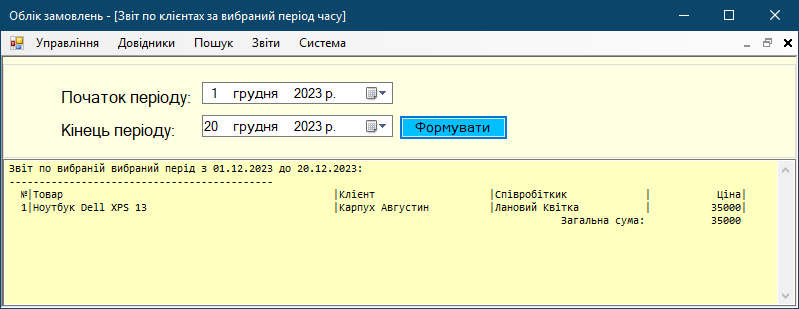 Облік замовлень - [Звіт по клієнтах за вибраний період часу]
Управління Довідники Пошук Звіти Система
Початок періоду: 1 грудня 2023 р.
Кінець періоду: 20 грудня 2023 р. Формувати
Звіт по вибраній вибраний перід з 01.12.2023 до 20.12.2023:
--------------------------------------------
№|Товар |Клієнт |Співробіткик | Ціна|
1|Ноутбук Dell XPS 13 |Карпух Августин |Лановий Квітка | 35000|
Загальна сума: 35000